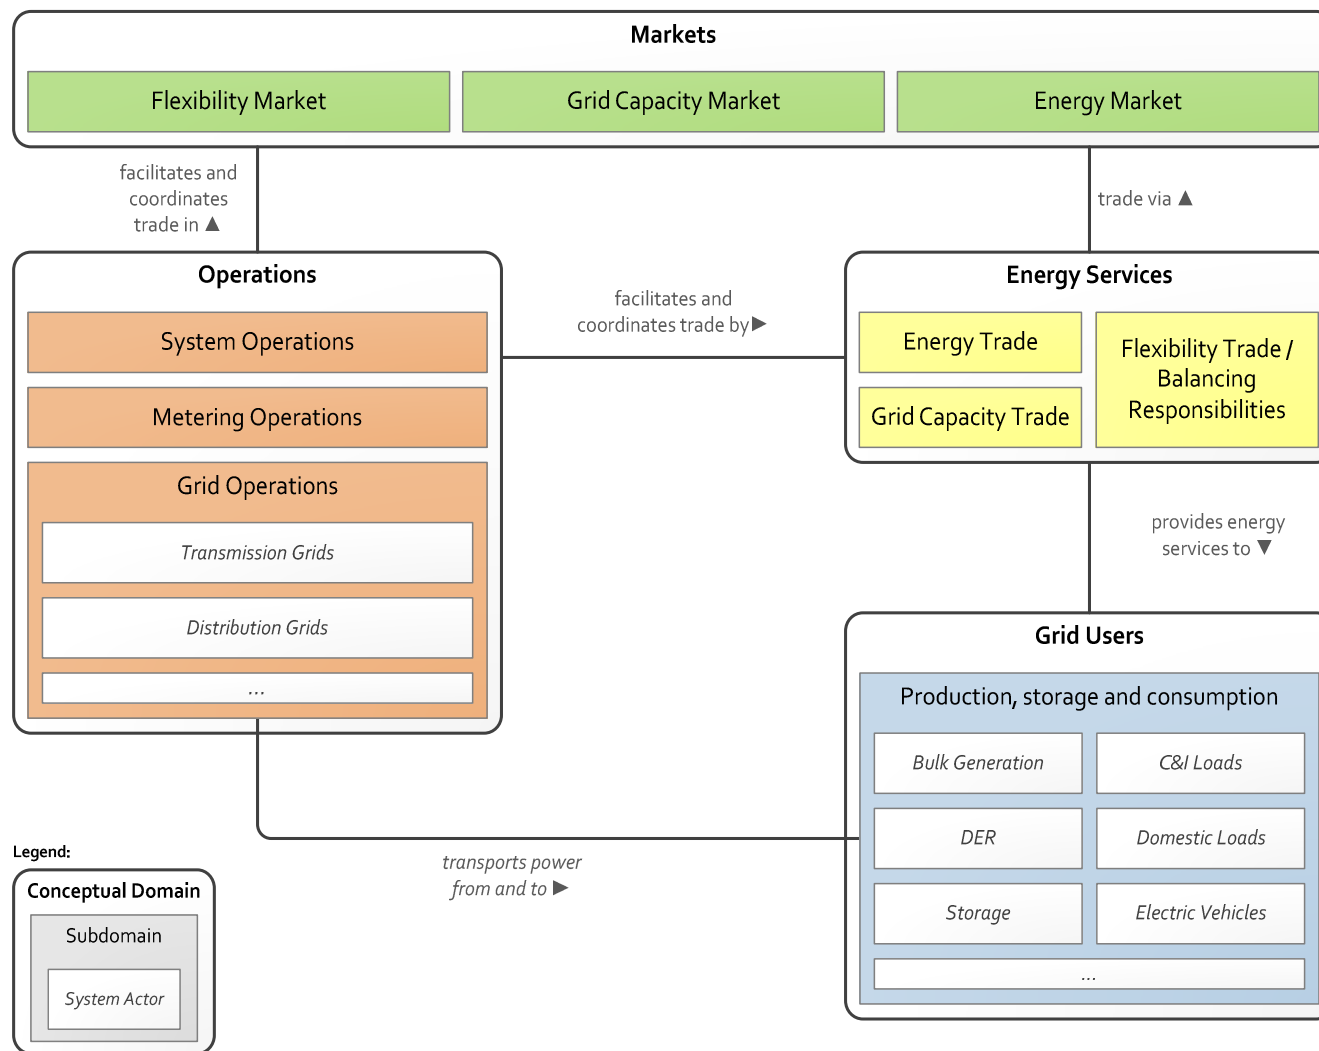 Markets
Flexibility Market
Grid Capacity Market
Energy Market
facilitates and
coordinates
trade in ▲
trade via ▲
Operations
System Operations
Metering Operations
Grid Operations
Transmission Grids
Distribution Grids
...
facilitates and
coordinates trade by ►
Energy Services
Energy Trade
Grid Capacity Trade
Flexibility Trade /
Balancing
Responsibilities
provides energy
services to ▼
Grid Users
Production, storage and consumption
Bulk Generation
C&I Loads
DER
Domestic Loads
Storage
Electric Vehicles
...
transports power
from and to ►
Legend:
Conceptual Domain
Subdomain
System Actor